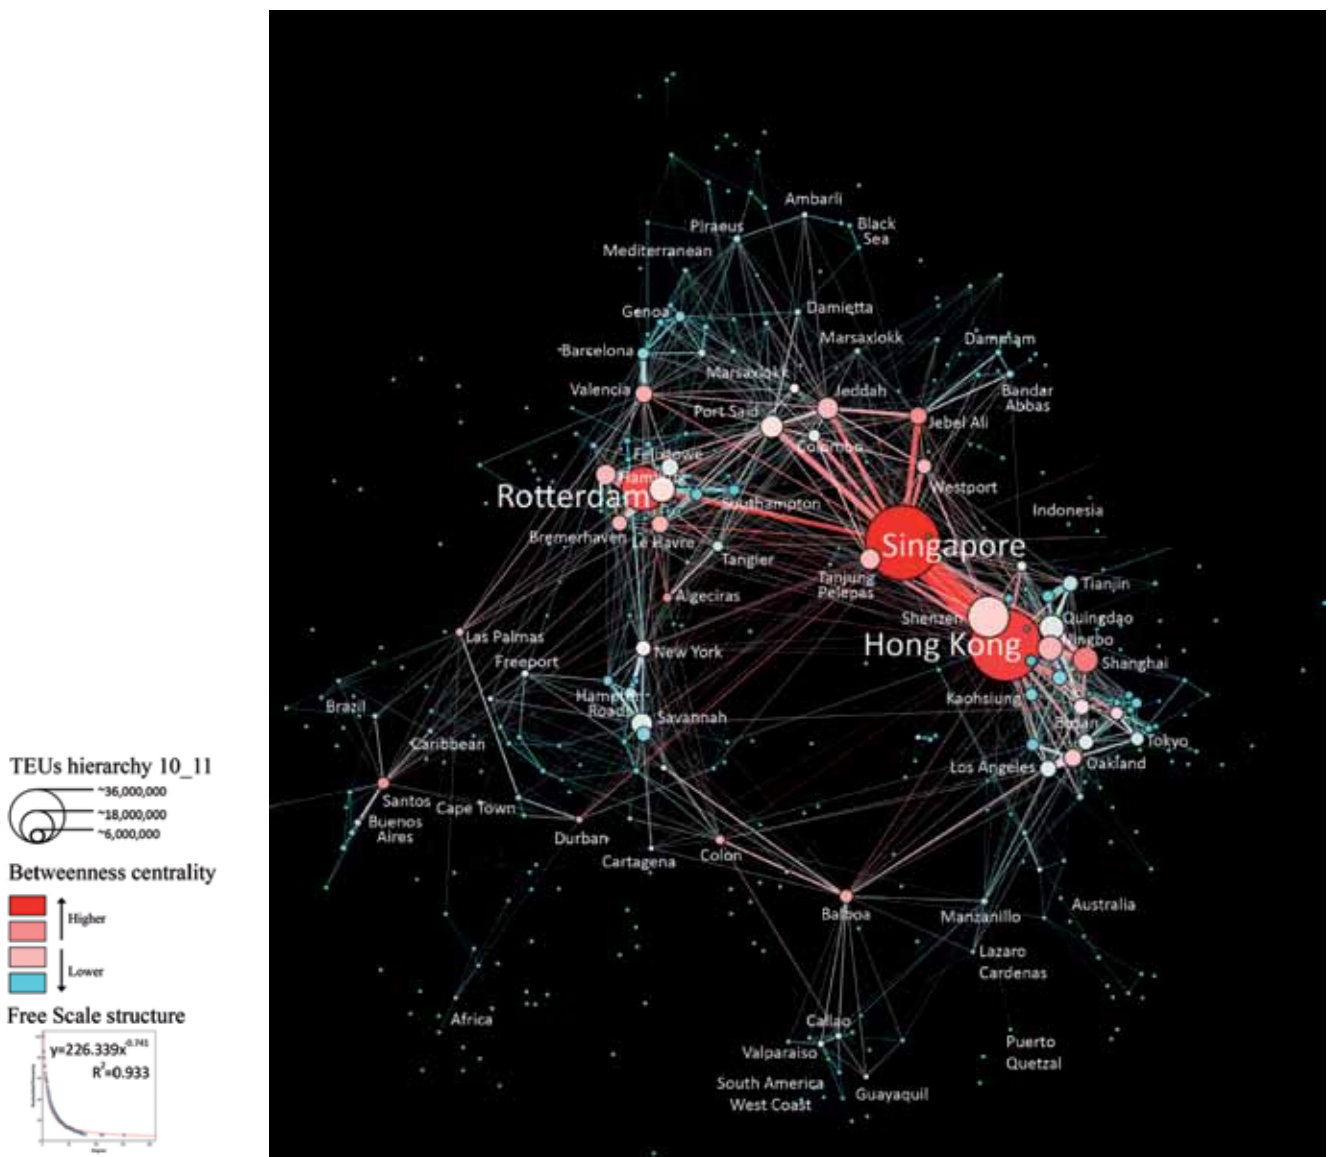 Ambarli
Piraeus
Black
Sea
Mediterranean
Genoa
Damietta
Marsaxlokk
Dammam
Barcelona
Marsaxlokk
Valencia
Jeddah
Bandar
Abbas
Port Said
Jebel Ali
Colombo
Felixtowe
Hamburg
Westport
Rotterdam
Southampton
Indonesia
Bremerhaven
Le Havre
Singapore
Tangier
Tanjung
Pelepas
Tianjin
Algeciras
Shenzen
Quingdao
Las Palmas
New York
Hong Kong
Ningbo
Shanghai
Freeport
Hampton
Roads
Kaohsiung
Brazil
Savannah
Busan
Caribbean
Tokyo
Los Angeles
Oakland
TEUs hierarchy 10_11
~36,000,000
~18,000,000
~6,000,000
Santos
Cape Town
Buenos
Aires
Durban
Cartagena
Colon
Betweenness centrality
Higher
Lower
Balboa
Manzanillo
Australia
Lazaro
Cardenas
Free Scale structure
y=226.339x-0.741
R2=0.933
Africa
Callao
Valparaiso
Puerto
Quetzal
South America
West Coast
Guayaquil